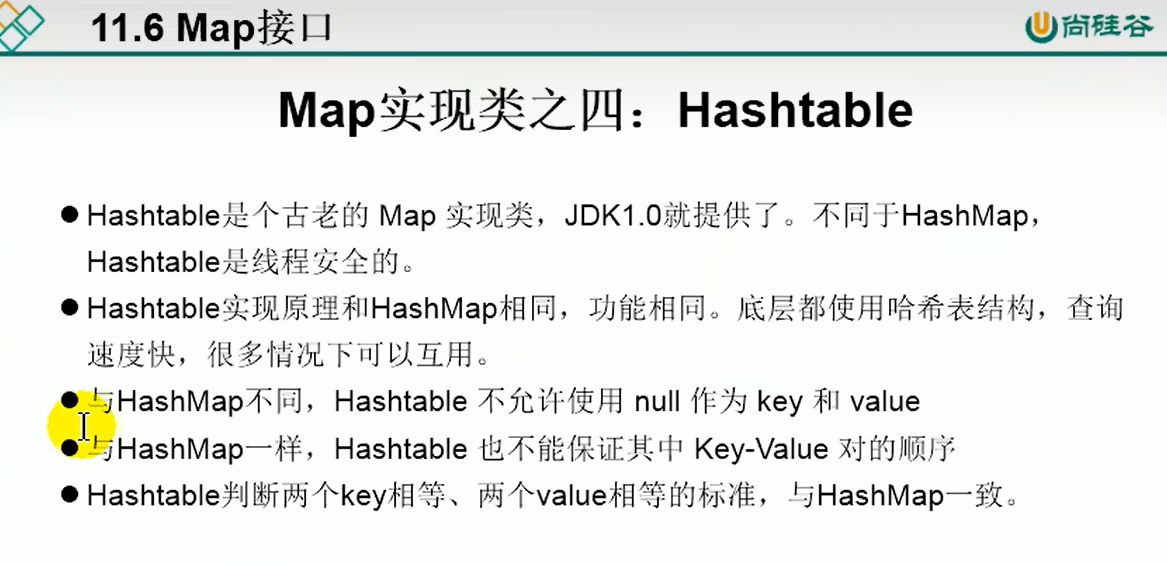 11.6 Map接口
尚硅谷
Map实现类之四：Hashtable
●Hashtable是个古老的 Map 实现类，JDK1.0就提供了。不同于HashMap，
Hashtable是线程安全的。
●Hashtable实现原理和HashMap相同，功能相同。底层都使用哈希表结构，查询
速度快，很多情况下可以互用。
●与HashMap不同，Hashtable 不允许使用 null 作为 key 和 value
●与HashMap一样，Hashtable 也不能保证其中 Key-Value 对的顺序
●Hashtable判断两个key相等、两个value相等的标准，与HashMap一致。